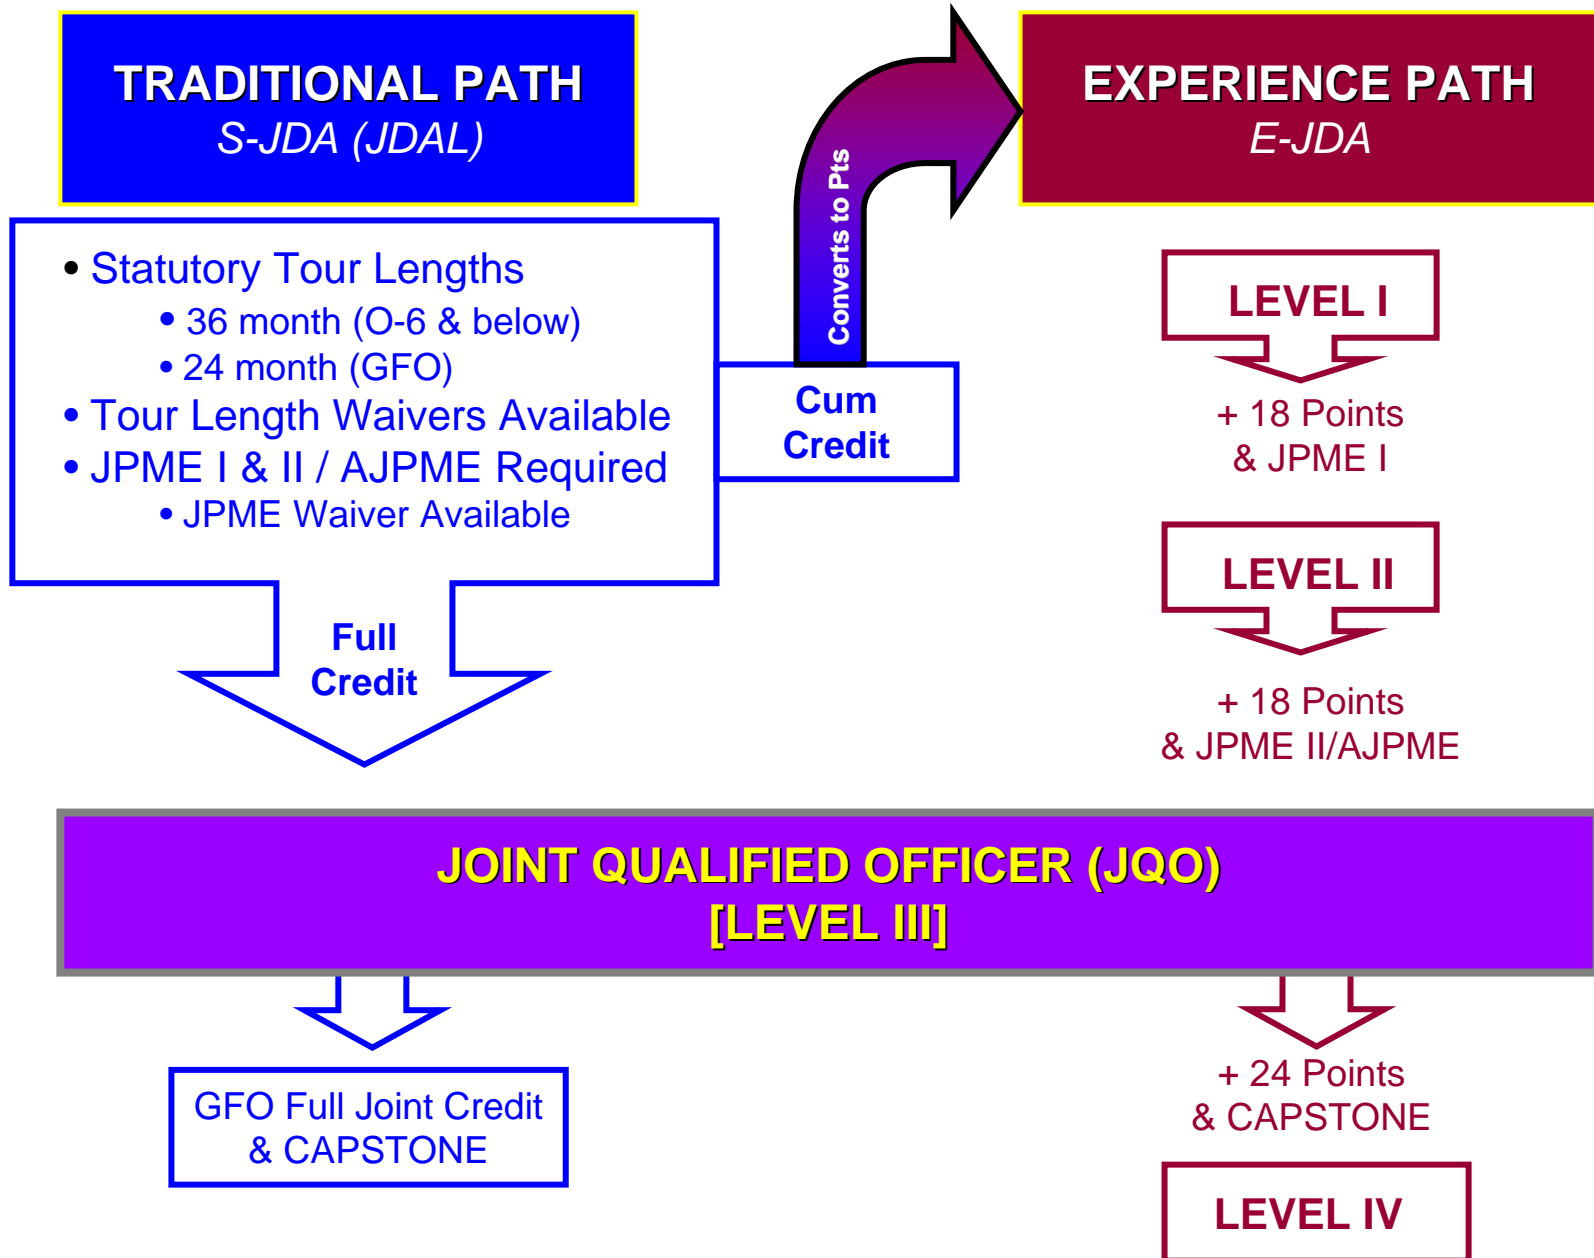 TRADITIONAL PATH
S-JDA (JDAL)
• Statutory Tour Lengths
• 36 month (O-6 & below)
• 24 month (GFO)
• Tour Length Waivers Available
• JPME I & II / AJPME Required
• JPME Waiver Available
Full
Credit
Cum
Credit
Converts to Pts
EXPERIENCE PATH
E-JDA
LEVEL I
+ 18 Points
& JPME I
LEVEL II
+ 18 Points
& JPME II/AJPME
JOINT QUALIFIED OFFICER (JQO)
[LEVEL III]
GFO Full Joint Credit
& CAPSTONE
+ 24 Points
& CAPSTONE
LEVEL IV